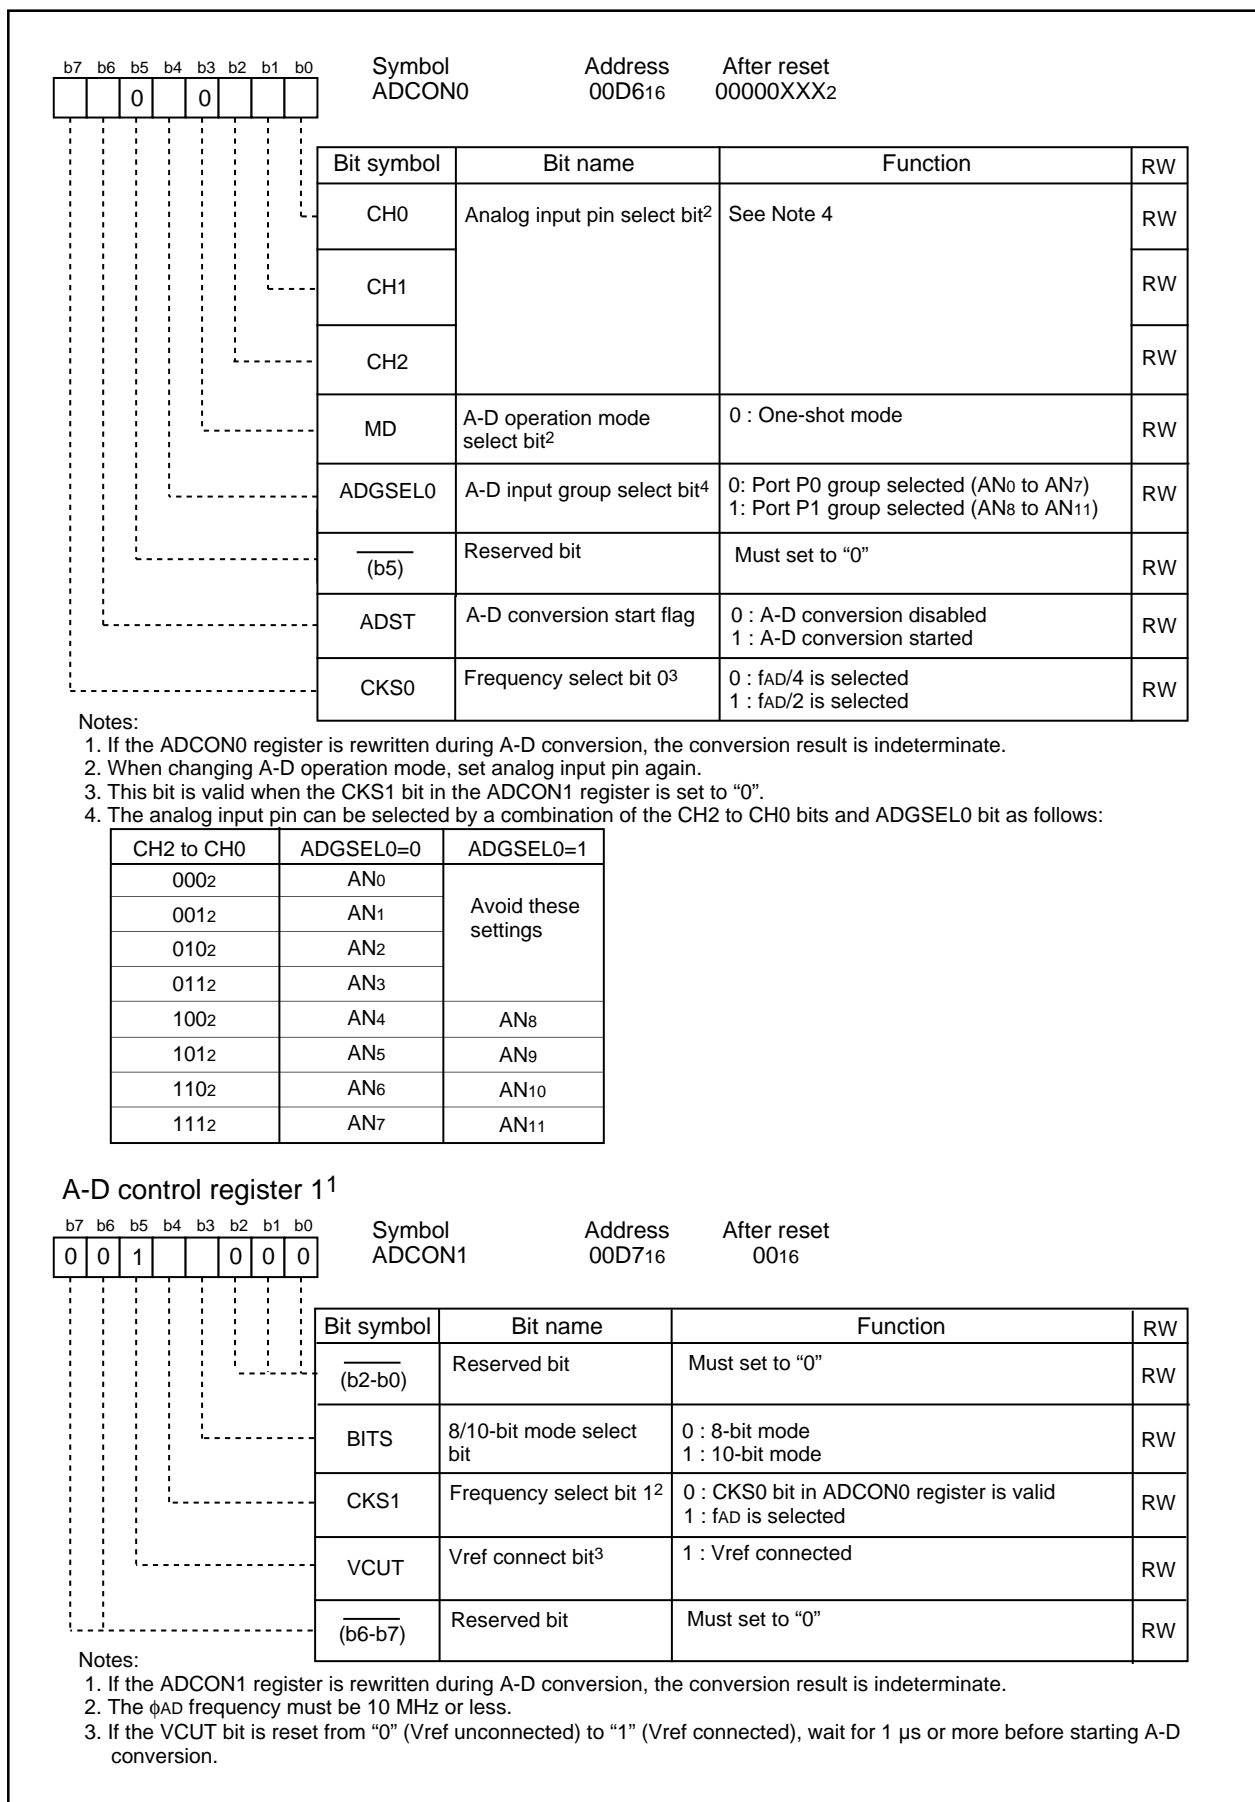 b7 b6 b5 b4 b3 b2 b1 b0
Symbol Address After reset
ADCON0 00D616 00000XXX2
0 0
Bit symbol Bit name Function RW
CH0 Analog input pin select bit2 See Note 4 RW
CH1 RW
CH2 RW
MD A-D operation mode select bit2 0 : One-shot mode RW
ADGSEL0 A-D input group select bit4 0: Port P0 group selected (AN0 to AN7) RW
1: Port P1 group selected (AN8 to AN11)
(b5) Reserved bit Must set to “0” RW
ADST A-D conversion start flag 0 : A-D conversion disabled RW
1 : A-D conversion started
CKS0 Frequency select bit 03 0 : fAD/4 is selected RW
1 : fAD/2 is selected
Notes:
1. If the ADCON0 register is rewritten during A-D conversion, the conversion result is indeterminate.
2. When changing A-D operation mode, set analog input pin again.
3. This bit is valid when the CKS1 bit in the ADCON1 register is set to “0”.
4. The analog input pin can be selected by a combination of the CH2 to CH0 bits and ADGSEL0 bit as follows:
CH2 to CH0 ADGSEL0=0 ADGSEL0=1
0002 AN0 Avoid these settings
0012 AN1
0102 AN2
0112 AN3
1002 AN4 AN8
1012 AN5 AN9
1102 AN6 AN10
1112 AN7 AN11
A-D control register 11
b7 b6 b5 b4 b3 b2 b1 b0
Symbol Address After reset
ADCON1 00D716 0016
0 0 1 0 0 0
Bit symbol Bit name Function RW
(b2-b0) Reserved bit Must set to “0” RW
BITS 8/10-bit mode select bit 0 : 8-bit mode RW
1 : 10-bit mode
CKS1 Frequency select bit 12 0 : CKS0 bit in ADCON0 register is valid RW
1 : fAD is selected
VCUT Vref connect bit3 1 : Vref connected RW
(b6-b7) Reserved bit Must set to “0” RW
Notes:
1. If the ADCON1 register is rewritten during A-D conversion, the conversion result is indeterminate.
2. The ϕAD frequency must be 10 MHz or less.
3. If the VCUT bit is reset from “0” (Vref unconnected) to “1” (Vref connected), wait for 1 µs or more before starting A-D
conversion.